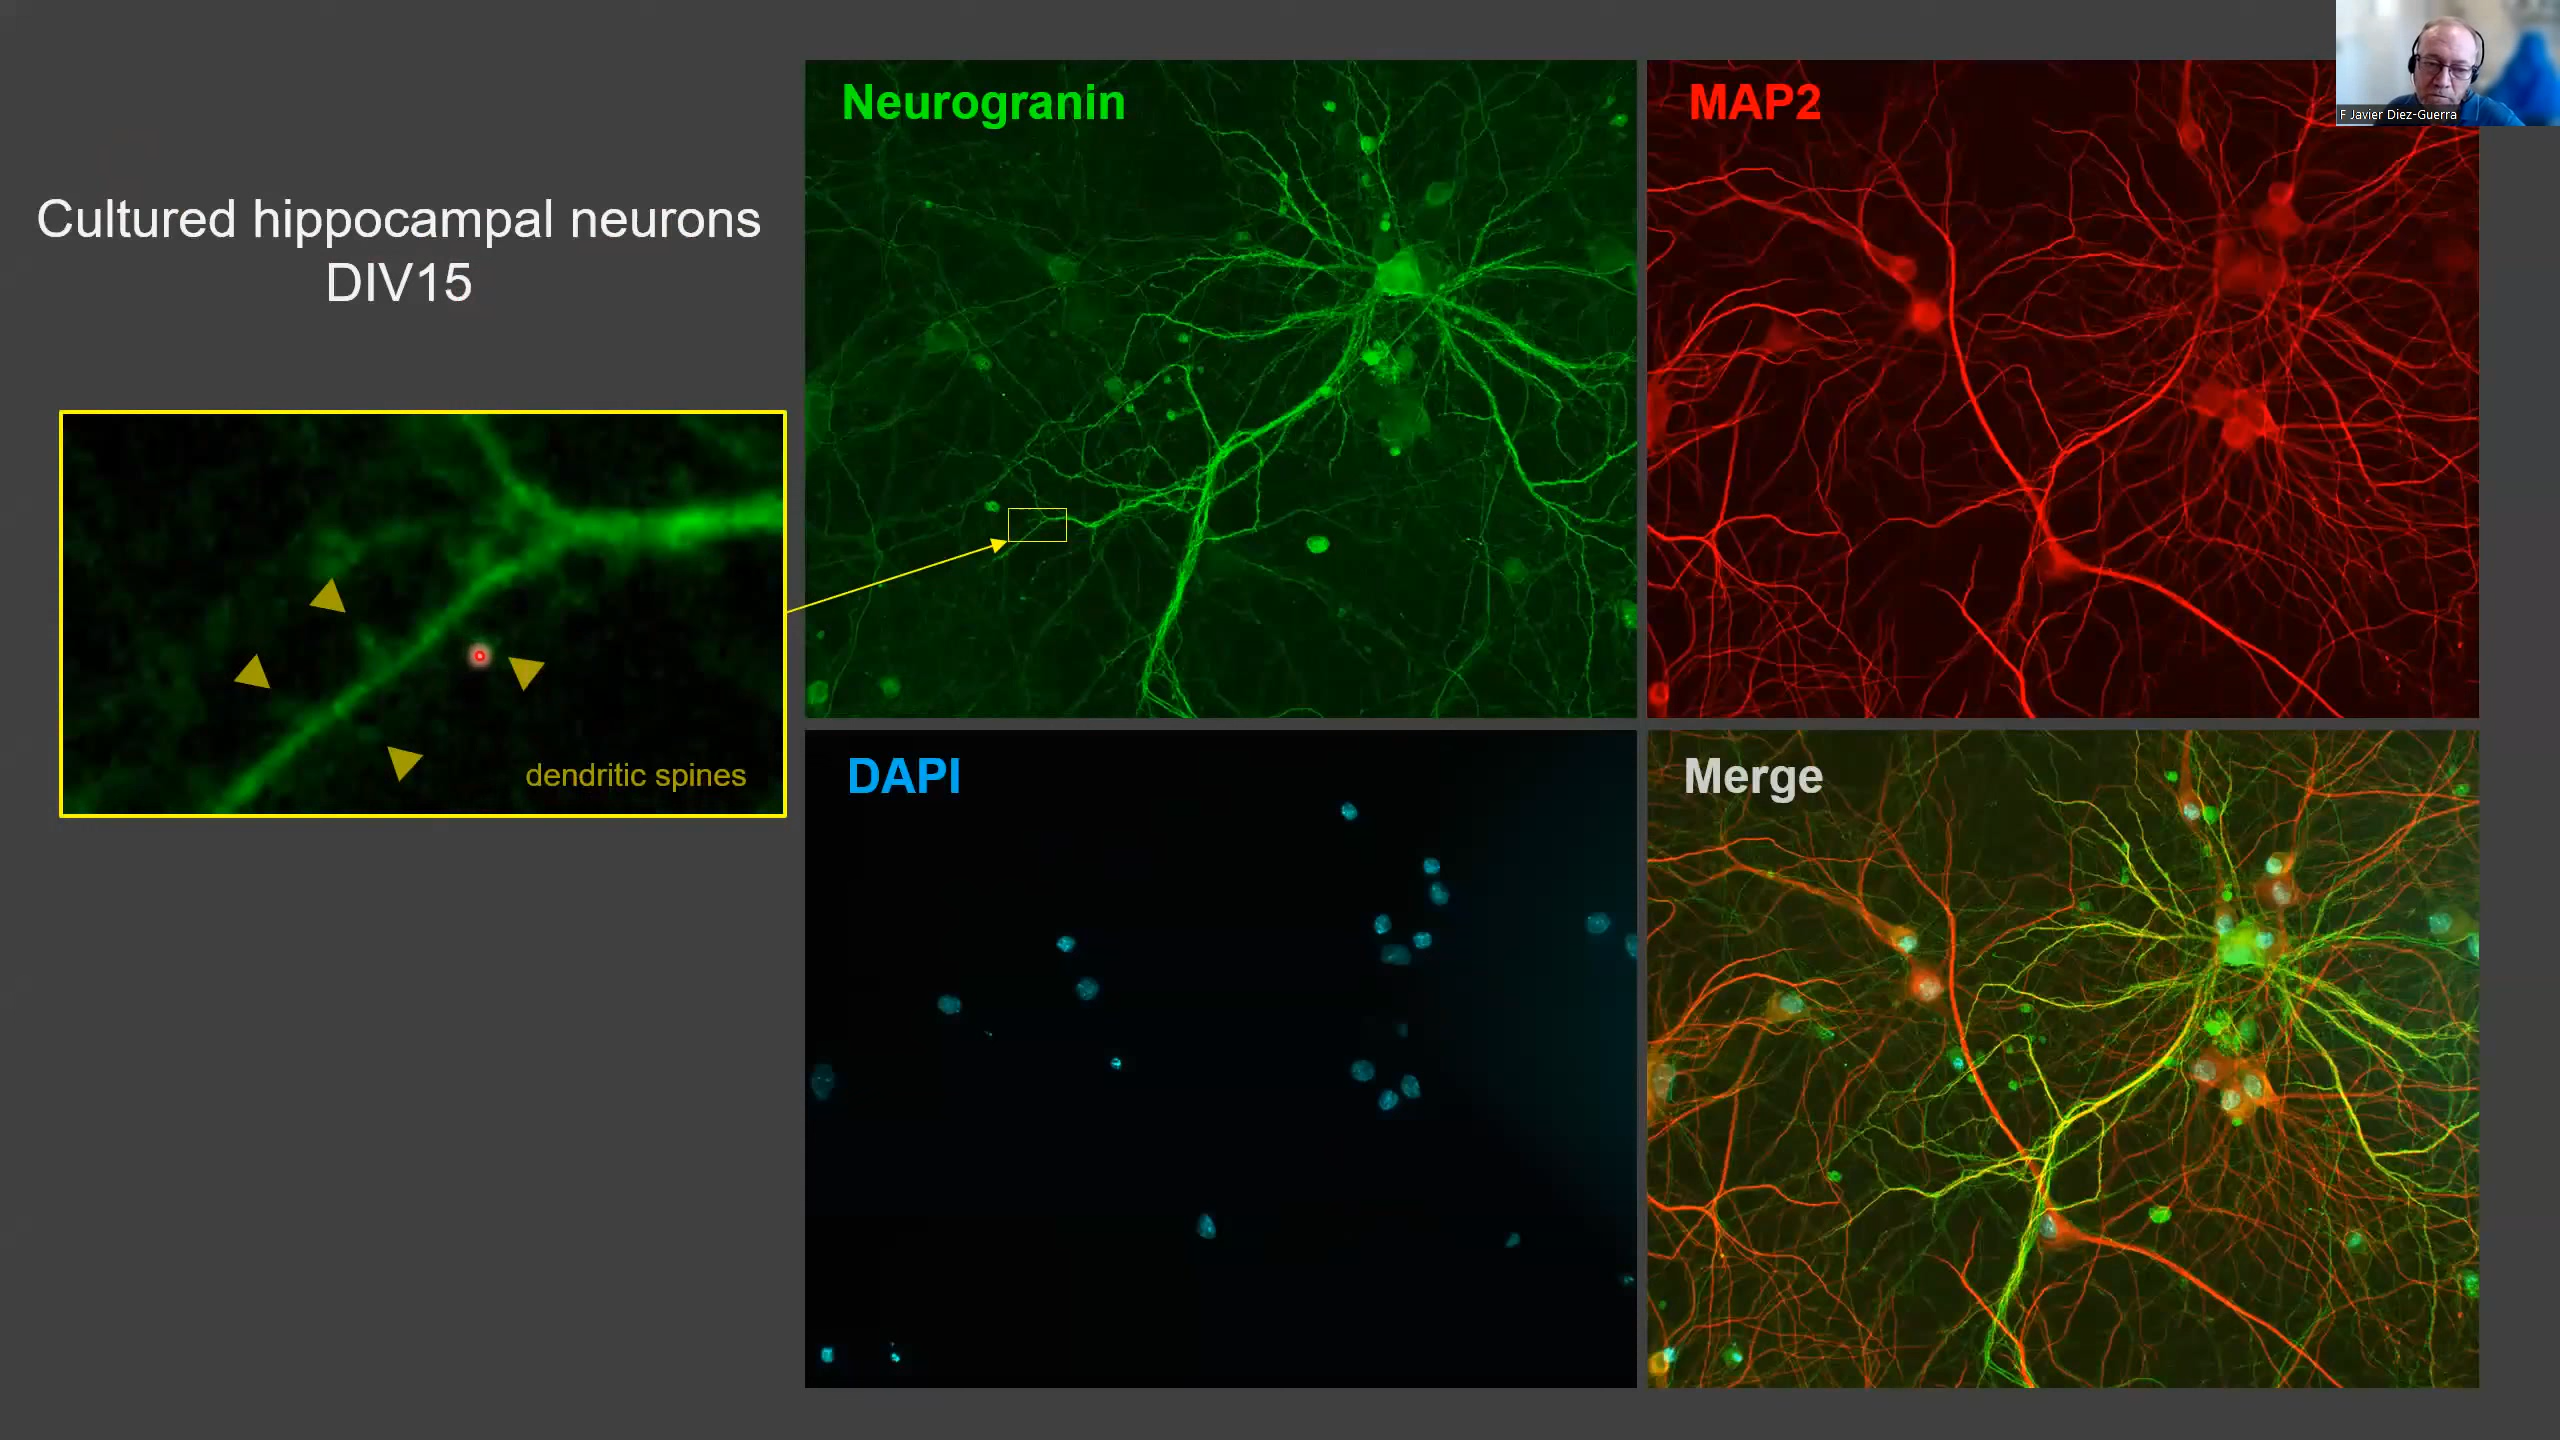 Cultured hippocampal neurons
DIV15
dendritic spines
Neurogranin
MAP2
DAPI
Merge
F Javier Diez-Guerra